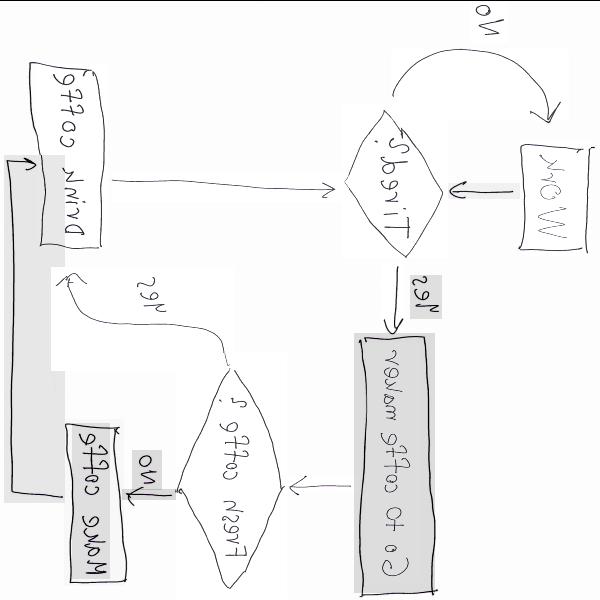 Work
No
Tired?
Yes
Go to coffe maker
Fresh coffe ?
Yes
No
Make coffe
Drink coffe